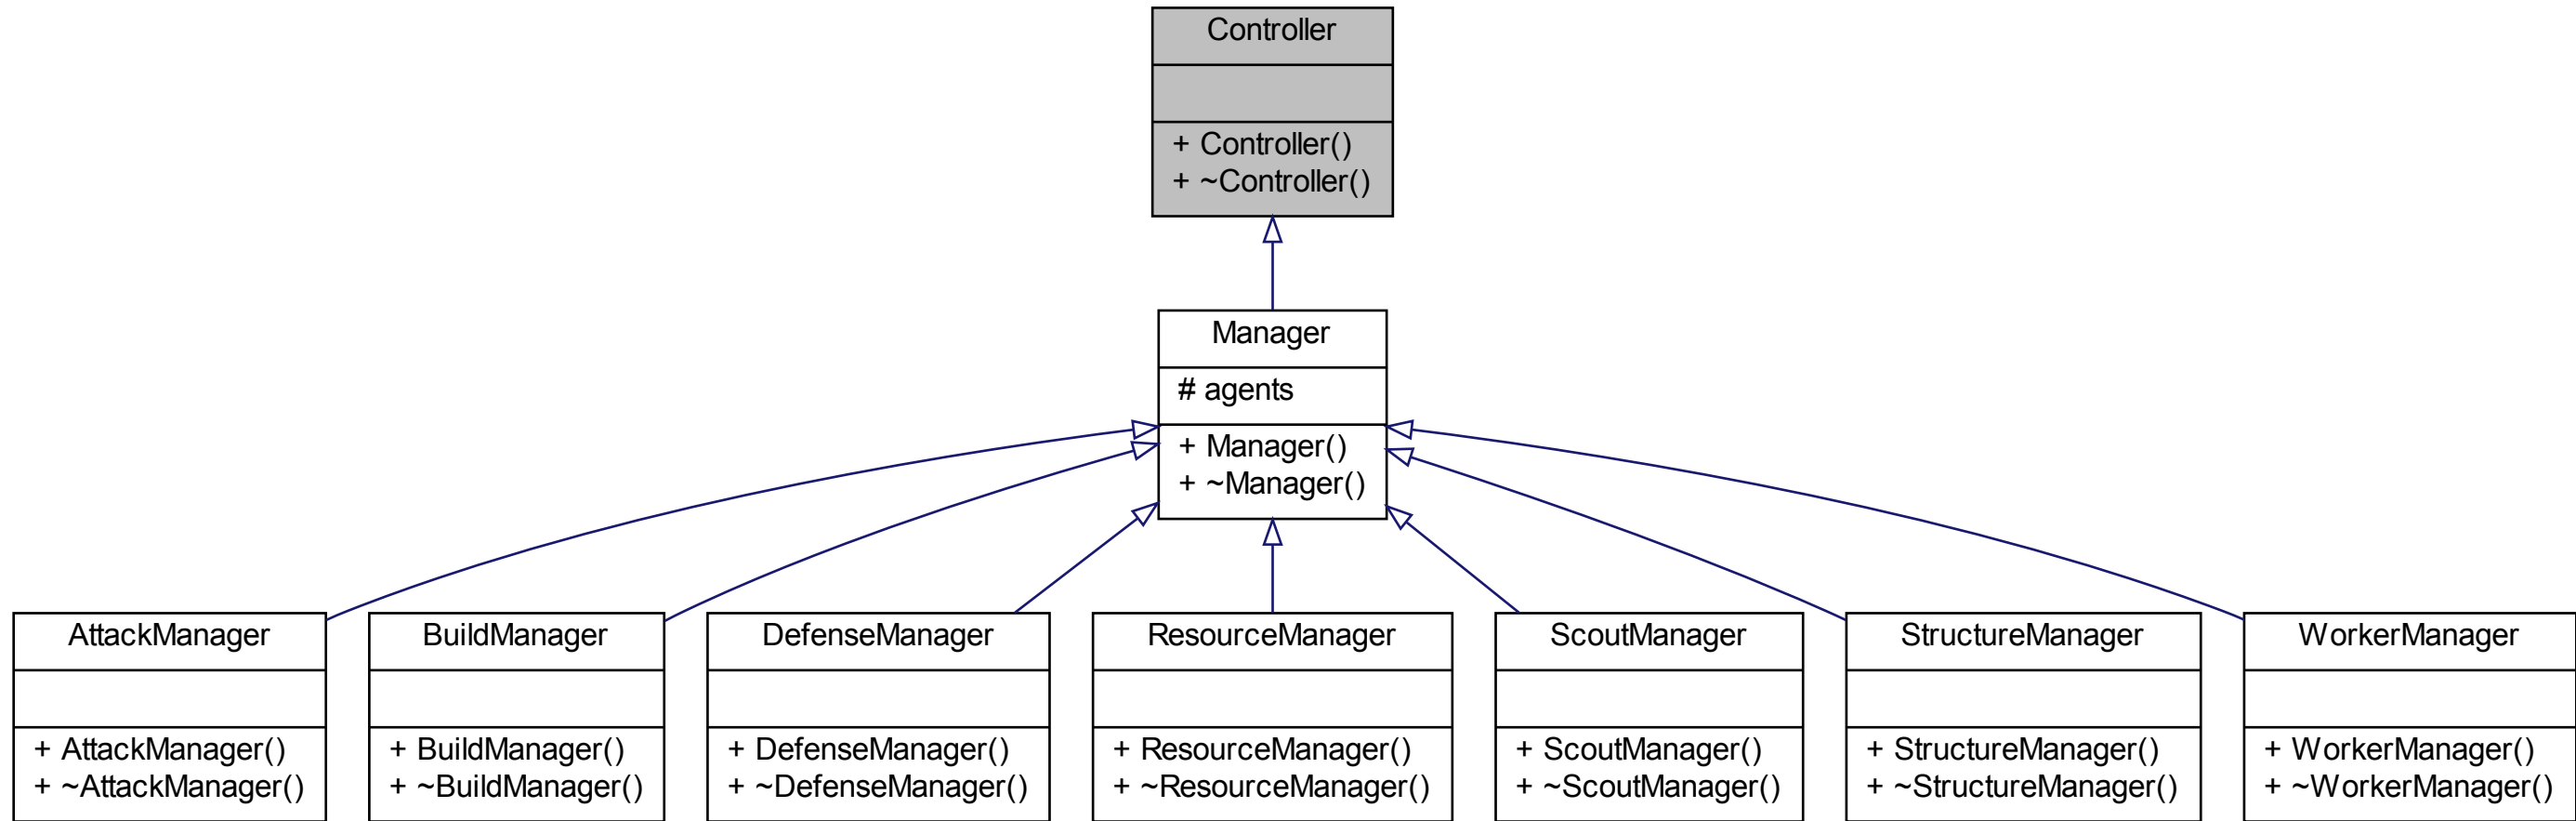 Controller
+ Controller()
+ ~Controller()
Manager
# agents
+ Manager()
+ ~Manager()
AttackManager
+ AttackManager()
+ ~AttackManager()
BuildManager
+ BuildManager()
+ ~BuildManager()
DefenseManager
+ DefenseManager()
+ ~DefenseManager()
ResourceManager
+ ResourceManager()
+ ~ResourceManager()
ScoutManager
+ ScoutManager()
+ ~ScoutManager()
StructureManager
+ StructureManager()
+ ~StructureManager()
WorkerManager
+ WorkerManager()
+ ~WorkerManager()